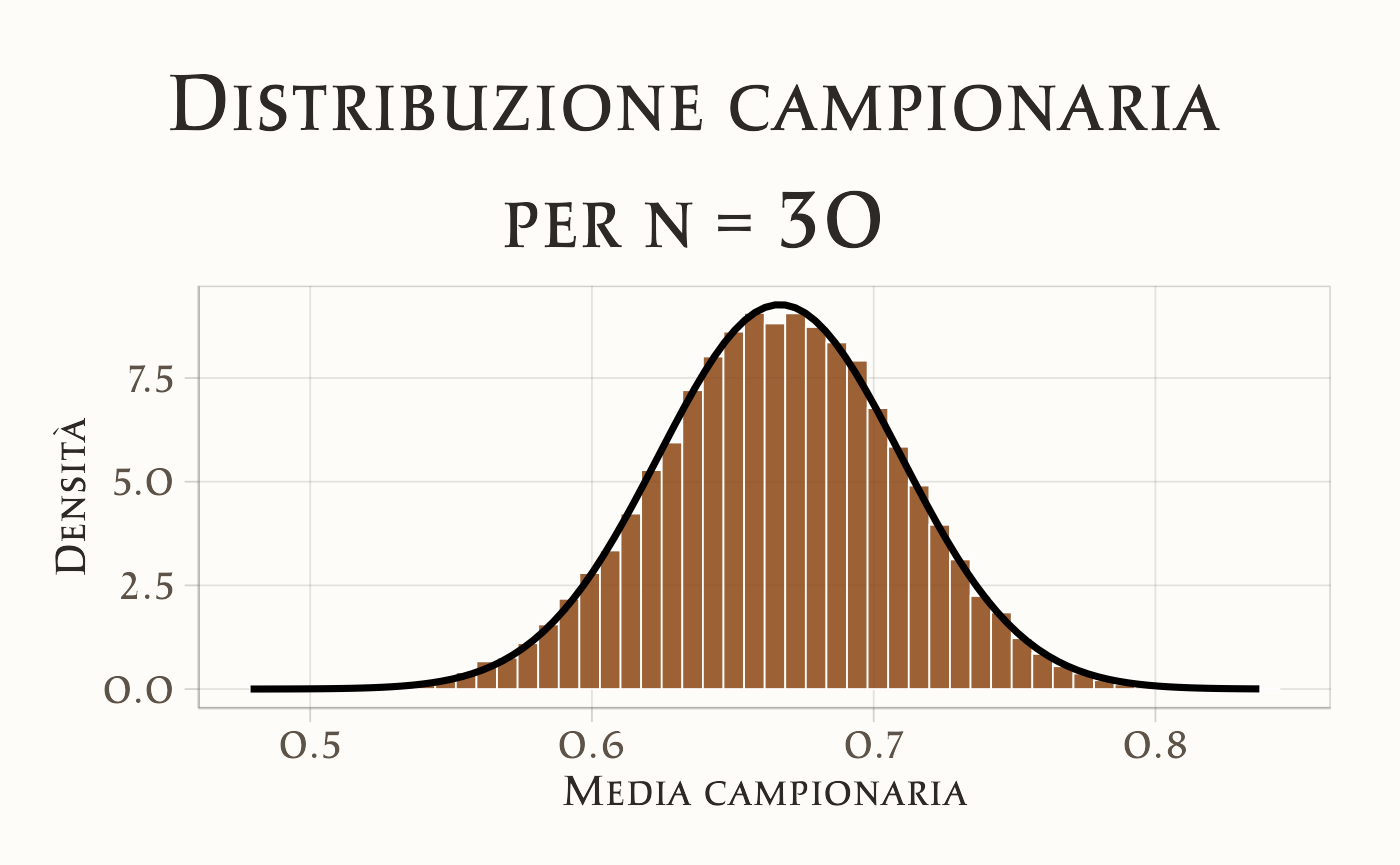 Distribuzione campionaria
per n = 30
Densità
7.5
5.0
2.5
0.0
0.5 0.6 0.7 0.8
Media campionaria